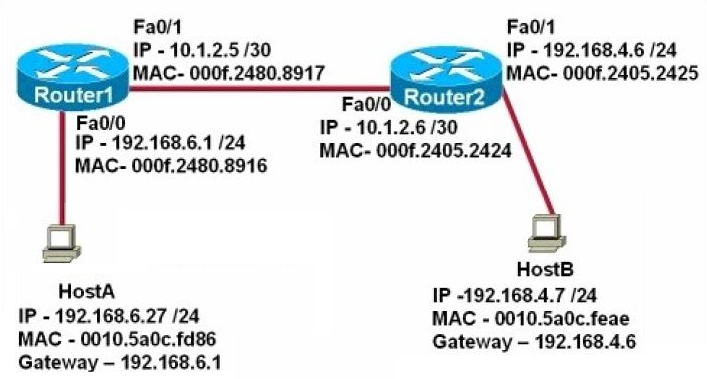 Fa0/1
IP - 10.1.2.5 /30
MAC- 000f.2480.8917
Router1
Fa0/0
IP - 192.168.6.1 /24
MAC- 000f.2480.8916
Fa0/1
IP - 192.168.4.6 /24
MAC- 000f.2405.2425
Router2
Fa0/0
IP - 10.1.2.6 /30
MAC- 000f.2405.2424
HostA
IP - 192.168.6.27 /24
MAC - 0010.5a0c.fd86
Gateway – 192.168.6.1
HostB
IP -192.168.4.7 /24
MAC - 0010.5a0c.feae
Gateway – 192.168.4.6